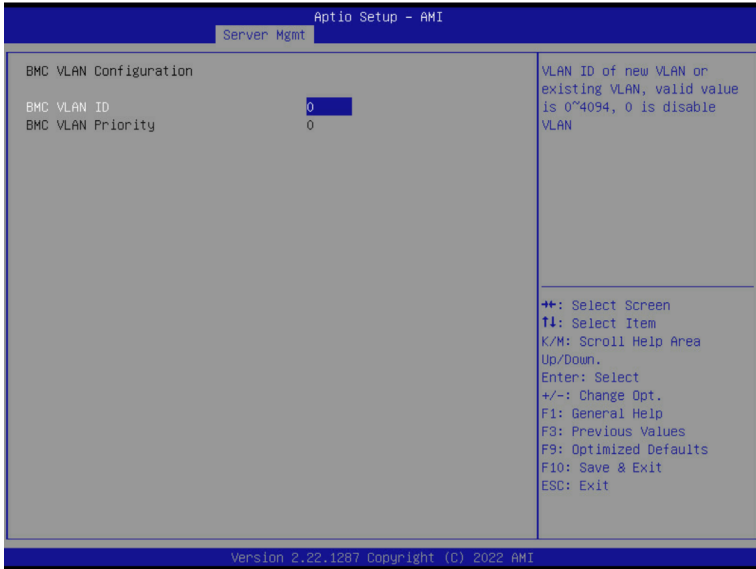 Aptio Setup - AMI
Server Mgmt
BMC VLAN Configuration
BMC VLAN ID 0
BMC VLAN Priority 0
VLAN ID of new VLAN or
existing VLAN, valid value
is 0~4094, 0 is disable
VLAN
→←: Select Screen
↑↓: Select Item
K/M: Scroll Help Area
Up/Down.
Enter: Select
+/-: Change Opt.
F1: General Help
F3: Previous Values
F9: Optimized Defaults
F10: Save & Exit
ESC: Exit
Version 2.22.1287 Copyright (C) 2022 AMI